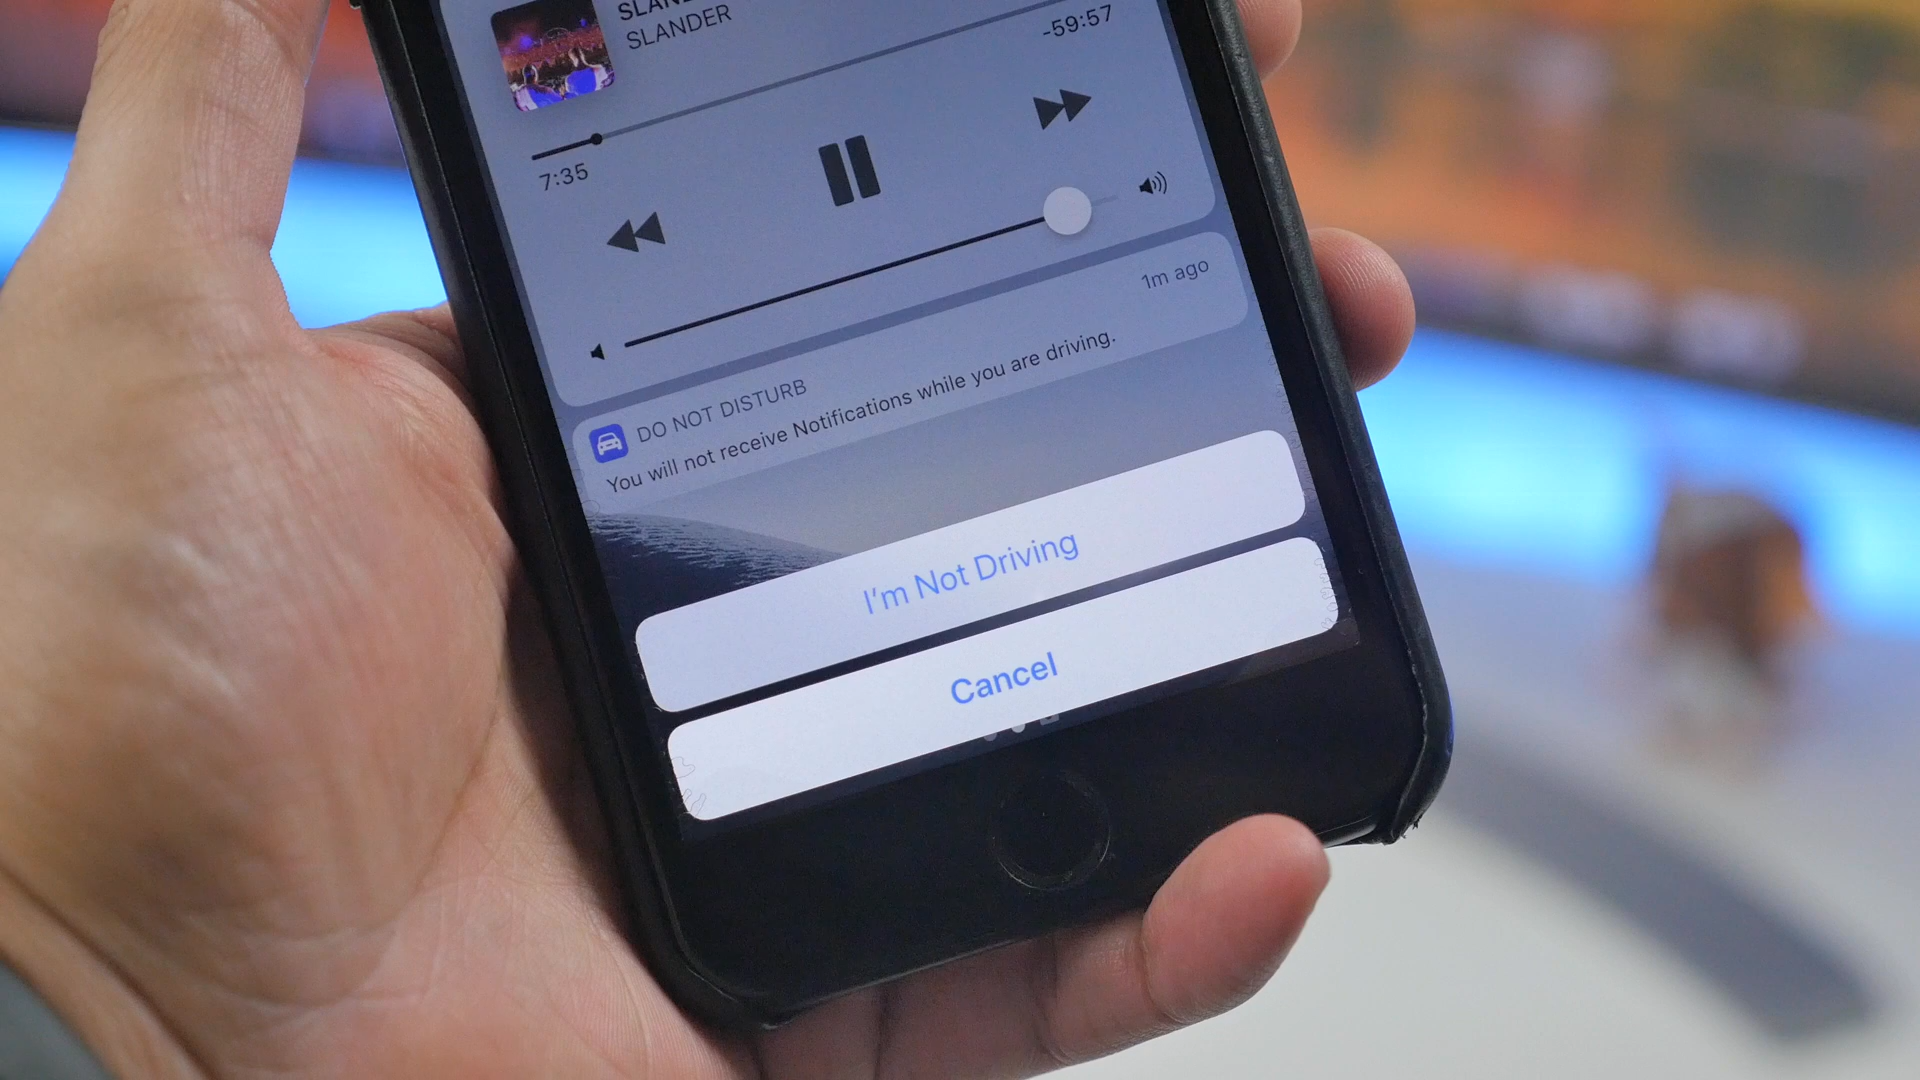 SLANDER
-59:57
7:35
1m ago
DO NOT DISTURB
You will not receive Notifications while you are driving.
I'm Not Driving
Cancel